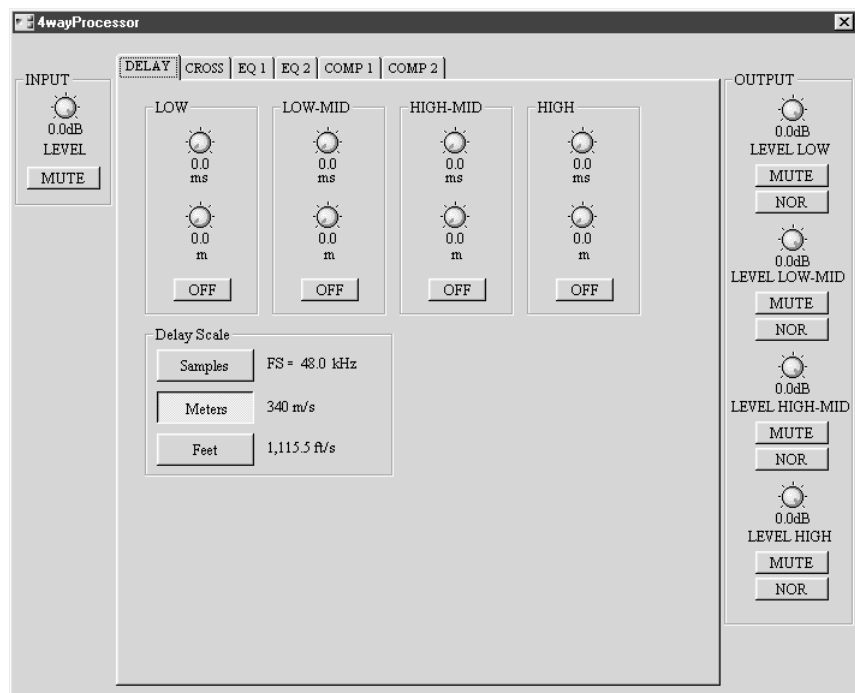 4wayProcessor
INPUT
0.0dB
LEVEL
MUTE
DELAY CROSS EQ 1 EQ 2 COMP 1 COMP 2
LOW
0.0
ms
0.0
m
OFF
LOW-MID
0.0
ms
0.0
m
OFF
HIGH-MID
0.0
ms
0.0
m
OFF
HIGH
0.0
ms
0.0
m
OFF
Delay Scale
Samples FS = 48.0 kHz
Meters 340 m/s
Feet 1,115.5 ft/s
OUTPUT
0.0dB
LEVEL LOW
MUTE
NOR
0.0dB
LEVEL LOW-MID
MUTE
NOR
0.0dB
LEVEL HIGH-MID
MUTE
NOR
0.0dB
LEVEL HIGH
MUTE
NOR